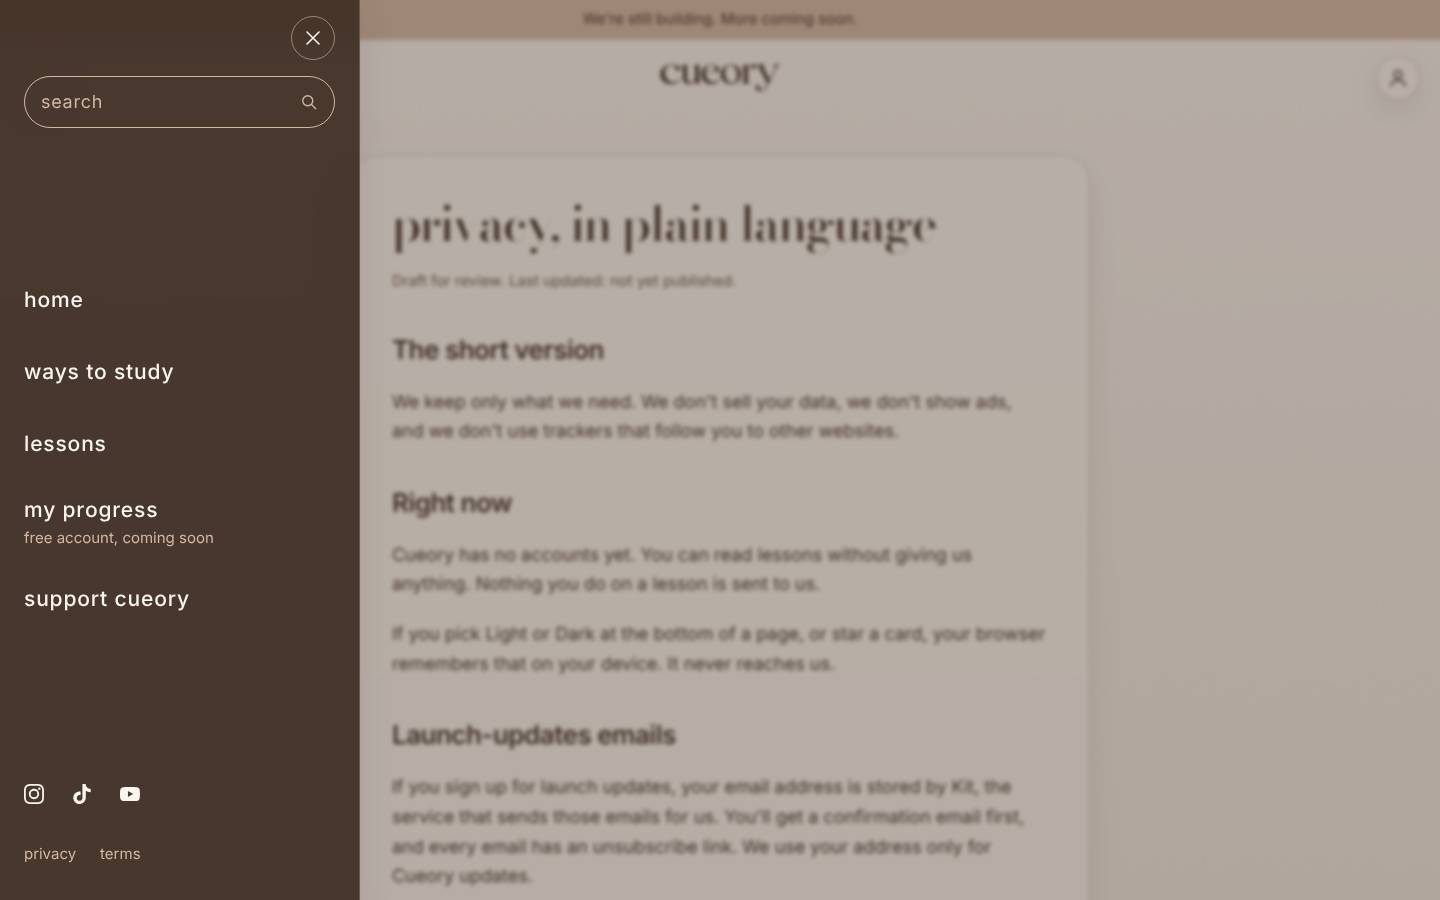 search
home
ways to study
lessons
my progress
free account, coming soon
support cueory
privacy terms
We're still building. More coming soon.
cueory
privacy, in plain language
Draft for review. Last updated: not yet published.
The short version
We keep only what we need. We don't sell your data, we don't show ads,
and we don't use trackers that follow you to other websites.
Right now
Cueory has no accounts yet. You can read lessons without giving us
anything. Nothing you do on a lesson is sent to us.
If you pick Light or Dark at the bottom of a page, or star a card, your browser
remembers that on your device. It never reaches us.
Launch-updates emails
If you sign up for launch updates, your email address is stored by Kit, the
service that sends those emails for us. You'll get a confirmation email first,
and every email has an unsubscribe link. We use your address only for
Cueory updates.